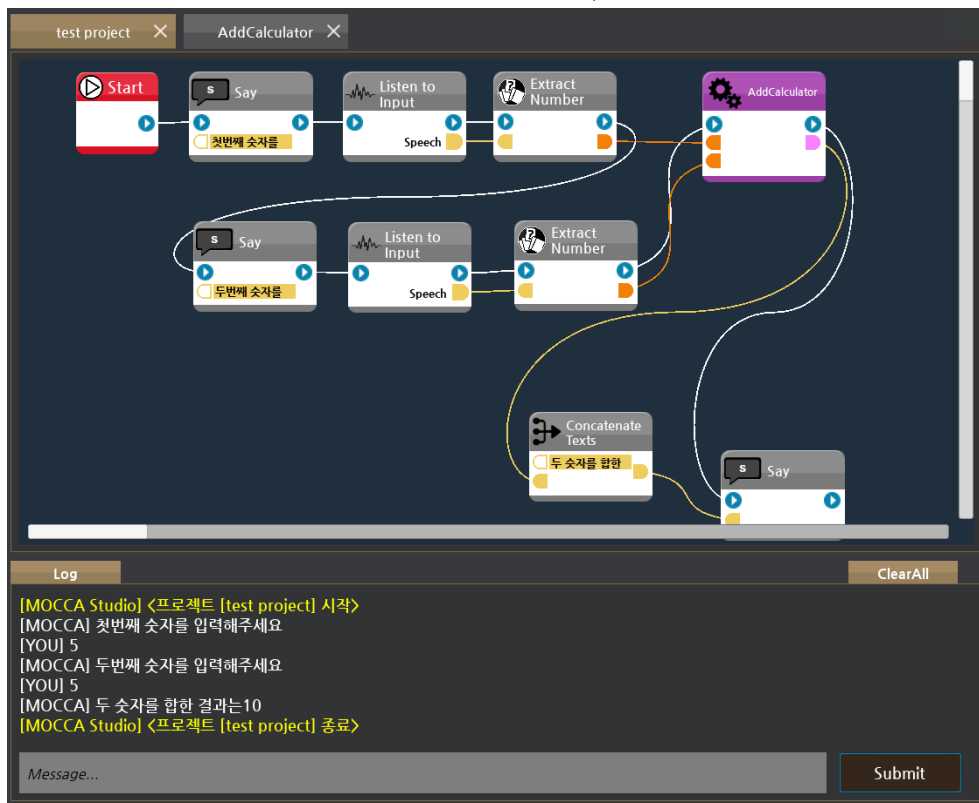 test project
AddCalculator
Start
S Say
Listen to
Input
Extract
Number
AddCalculator
첫번째 숫자를
Speech
S Say
Listen to
Input
Extract
Number
두번째 숫자를
Speech
Concatenate
Texts
두 숫자를 합한
S Say
Log
ClearAll
[MOCCA Studio] <프로젝트 [test project] 시작>
[MOCCA] 첫번째 숫자를 입력해주세요
[YOU] 5
[MOCCA] 두번째 숫자를 입력해주세요
[YOU] 5
[MOCCA] 두 숫자를 합한 결과는10
[MOCCA Studio] <프로젝트 [test project] 종료>
Message...
Submit